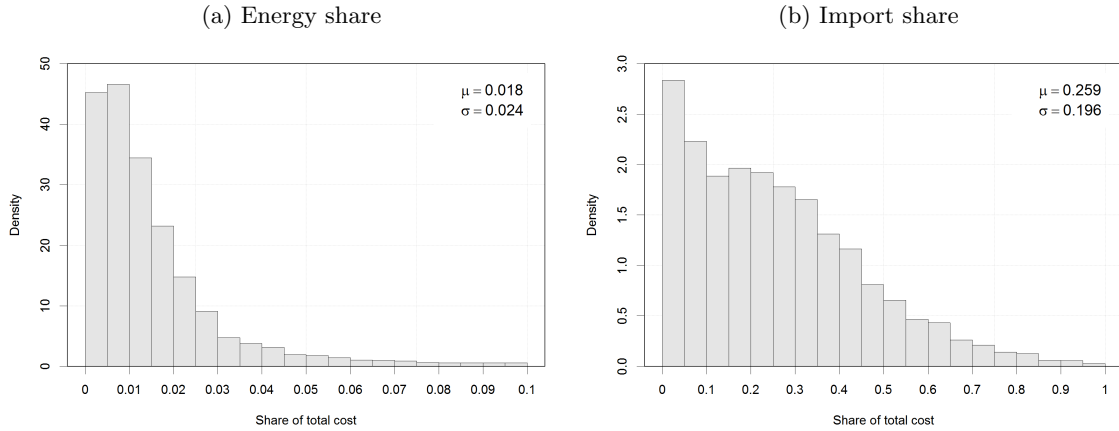 (a) Energy share
μ = 0.018
σ = 0.024
Density
50
40
30
20
10
0
0 0.01 0.02 0.03 0.04 0.05 0.06 0.07 0.08 0.09 0.1
Share of total cost
(b) Import share
μ = 0.259
σ = 0.196
Density
3.0
2.5
2.0
1.5
1.0
0.5
0.0
0 0.1 0.2 0.3 0.4 0.5 0.6 0.7 0.8 0.9 1
Share of total cost